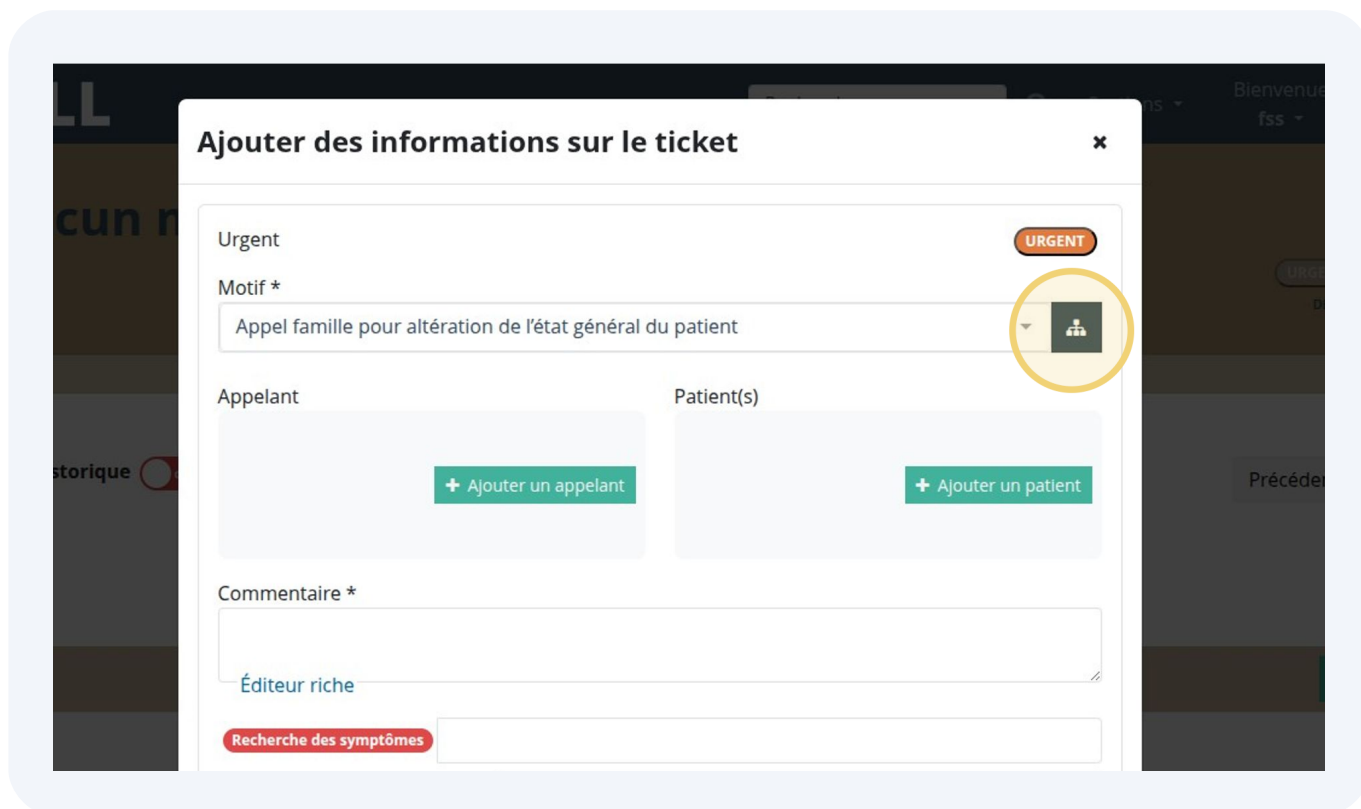 LL
Bienvenue
fss
Ajouter des informations sur le ticket
cun
Urgent
URGENT
Motif *
Appel famille pour altération de l'état général du patient
Appelant
Patient(s)
storique
+ Ajouter un appelant
+ Ajouter un patient
Précéder
Commentaire *
Éditeur riche
Recherche des symptômes